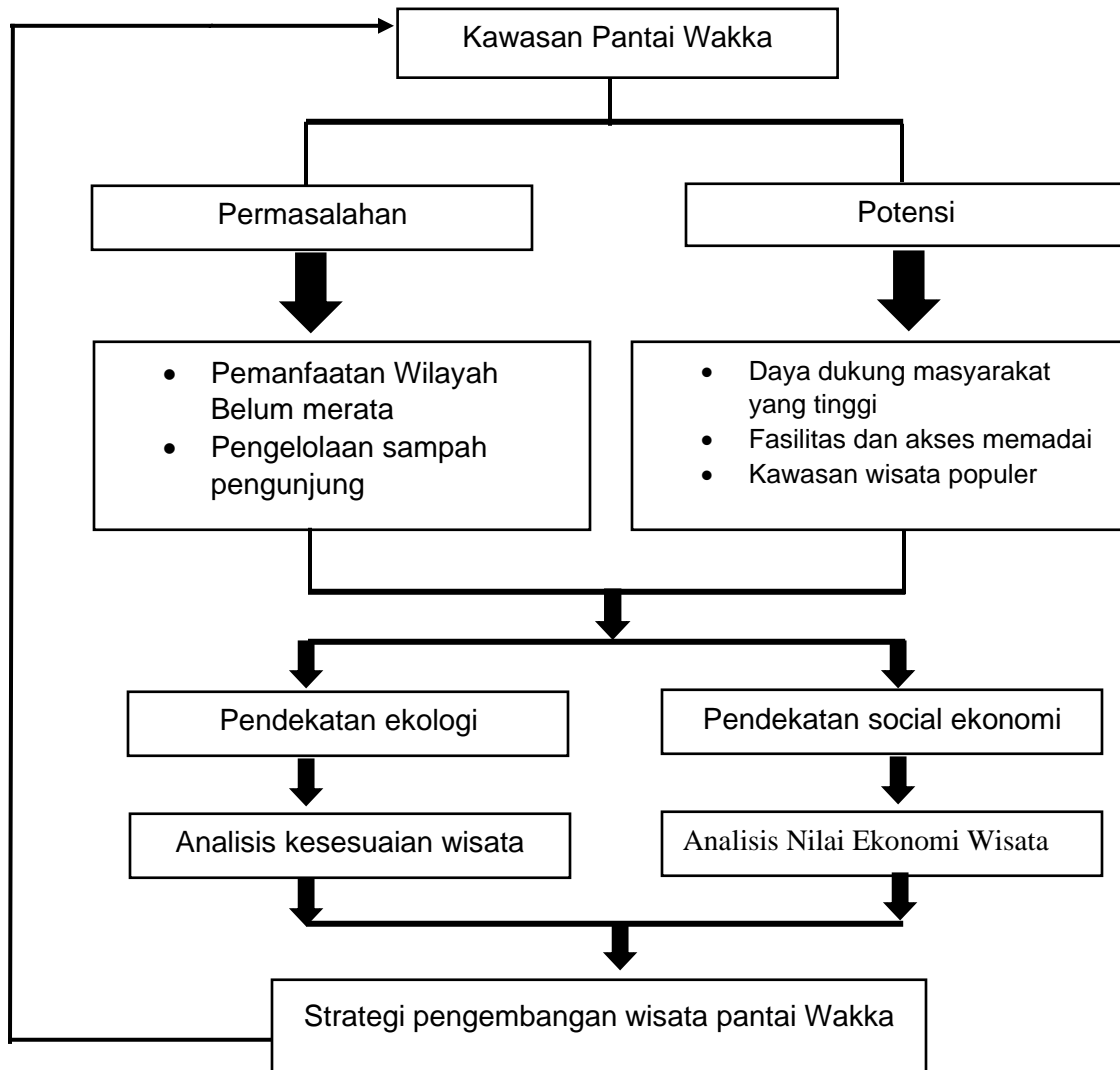 Kawasan Pantai Wakka
Permasalahan
Potensi
• Pemanfaatan Wilayah
Belum merata
• Pengelolaan sampah
pengunjung
• Daya dukung masyarakat
yang tinggi
• Fasilitas dan akses memadai
• Kawasan wisata populer
Pendekatan ekologi
Pendekatan social ekonomi
Analisis kesesuaian wisata
Analisis Nilai Ekonomi Wisata
Strategi pengembangan wisata pantai Wakka